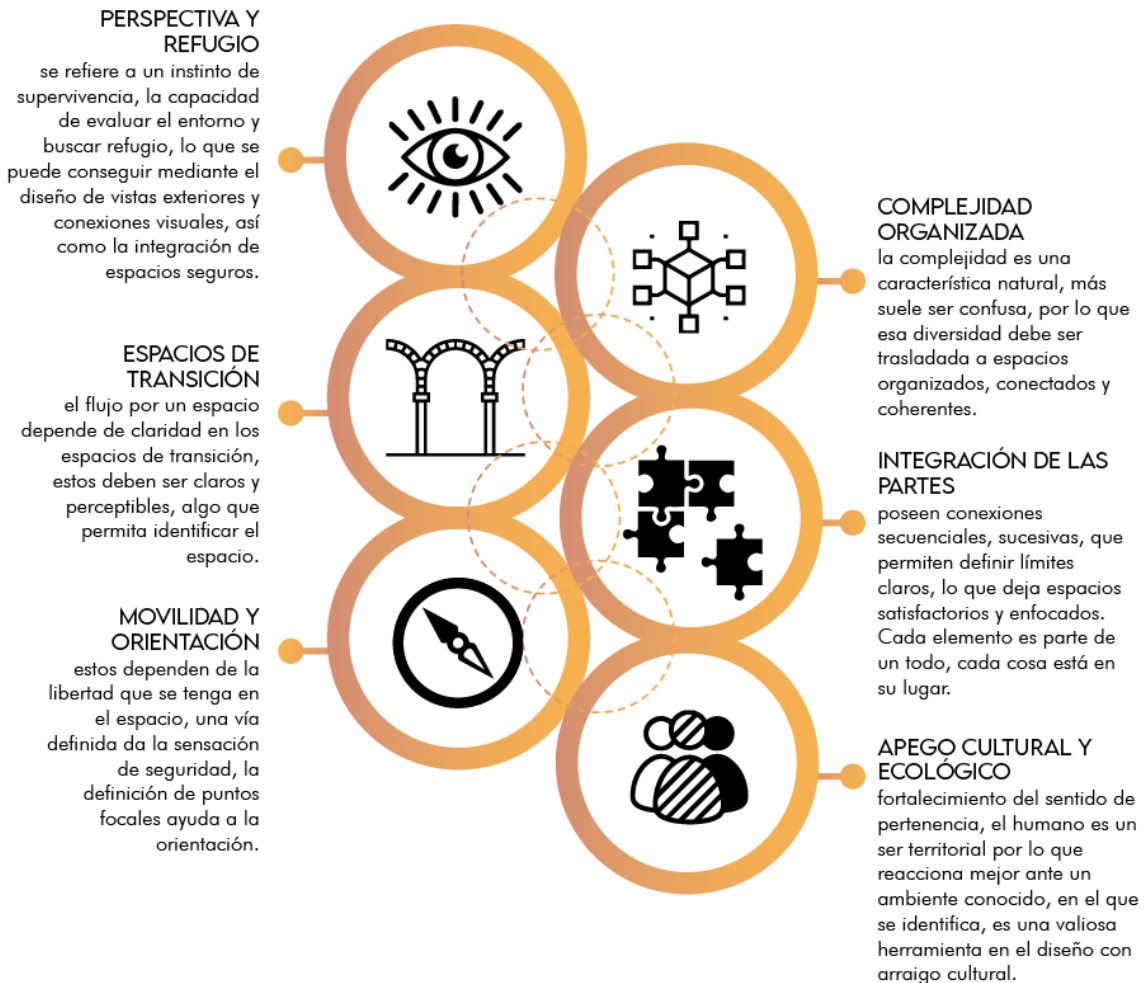 PERSPECTIVA Y
REFUGIO
se refiere a un instinto de
supervivencia, la capacidad
de evaluar el entorno y
buscar refugio, lo que se
puede conseguir mediante el
diseño de vistas exteriores y
conexiones visuales, así
como la integración de
espacios seguros.
ESPACIOS DE
TRANSICIÓN
el flujo por un espacio
depende de claridad en los
espacios de transición,
estos deben ser claros y
perceptibles, algo que
permita identificar el
espacio.
MOVILIDAD Y
ORIENTACIÓN
estos dependen de la
libertad que se tenga en
el espacio, una vía
definida da la sensación
de seguridad, la
definición de puntos
focales ayuda a la
orientación.
COMPLEJIDAD
ORGANIZADA
la complejidad es una
característica natural, más
suele ser confusa, por lo que
esa diversidad debe ser
trasladada a espacios
organizados, conectados y
coherentes.
INTEGRACIÓN DE LAS
PARTES
poseen conexiones
secuenciales, sucesivas, que
permiten definir límites
claros, lo que deja espacios
satisfactorios y enfocados.
Cada elemento es parte de
un todo, cada cosa está en
su lugar.
APEGO CULTURAL Y
ECOLÓGICO
fortalecimiento del sentido de
pertenencia, el humano es un
ser territorial por lo que
reacciona mejor ante un
ambiente conocido, en el que
se identifica, es una valiosa
herramienta en el diseño con
arraigo cultural.